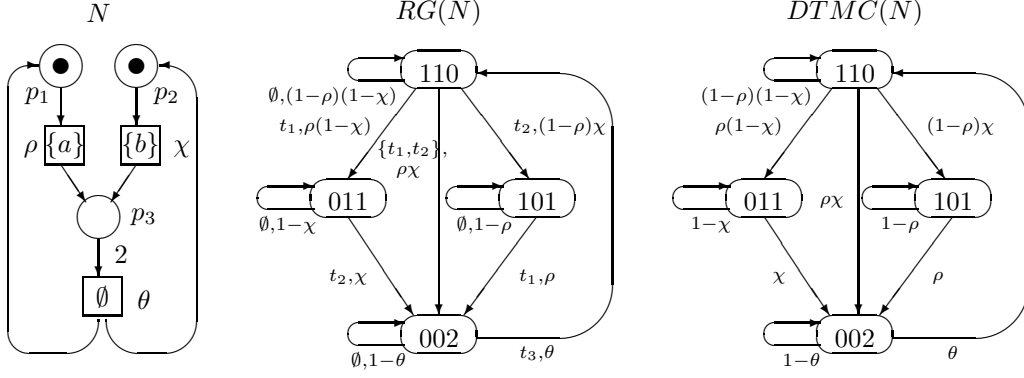 N
RG(N)
DTMC(N)
p₁
p₂
ρ
{a}
{b}
χ
p₃
2
∅
θ
110
∅,(1−ρ)(1−χ)
t₁,ρ(1−χ)
t₂,(1−ρ)χ
{t₁,t₂},
ρχ
011
101
∅,1−χ
∅,1−ρ
t₂,χ
t₁,ρ
002
∅,1−θ
t₃,θ
110
(1−ρ)(1−χ)
ρ(1−χ)
(1−ρ)χ
011
ρχ
101
1−χ
1−ρ
χ
ρ
002
1−θ
θ